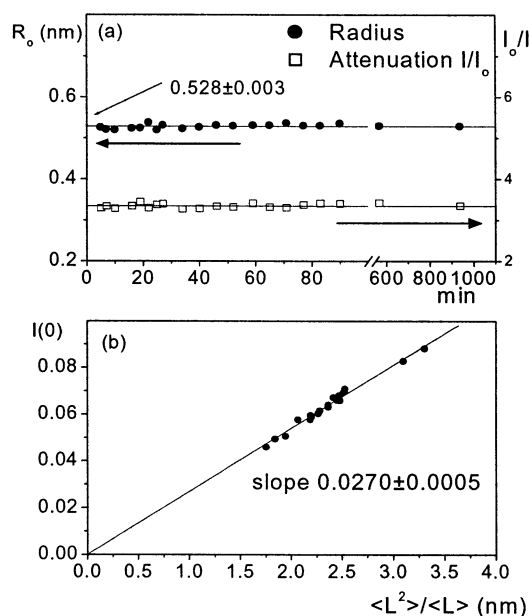 R₀ (nm)
(a)
● Radius
□ Attenuation I/I₀
I₀/I
0.528±0.003
0.6
0.4
0.2
6
4
2
0 20 40 60 80 600 800 1000
min
I(0)
(b)
0.08
0.06
0.04
0.02
0.00
slope 0.0270±0.0005
0.0 0.5 1.0 1.5 2.0 2.5 3.0 3.5 4.0
<L²>/<L> (nm)